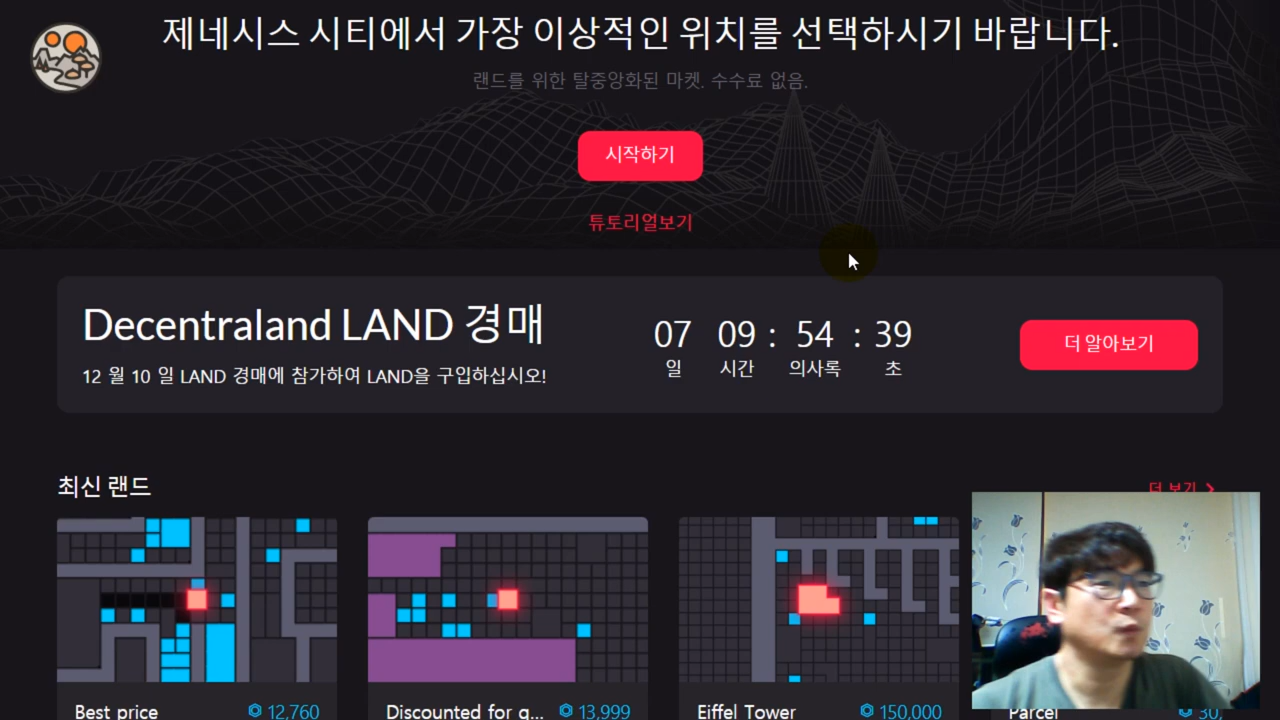 제네시스 시티에서 가장 이상적인 위치를 선택하시기 바랍니다.
랜드를 위한 탈중앙화된 마켓. 수수료 없음.
시작하기
튜토리얼보기
Decentraland LAND 경매
12 월 10 일 LAND 경매에 참가하여 LAND을 구입하십시오!
07 09 : 54 : 39
일 시간 의사록 초
더 알아보기
최신 랜드
더 보기
Best price 12,760
Discounted for q... 13,999
Eiffel Tower 150,000
Parcel 30,